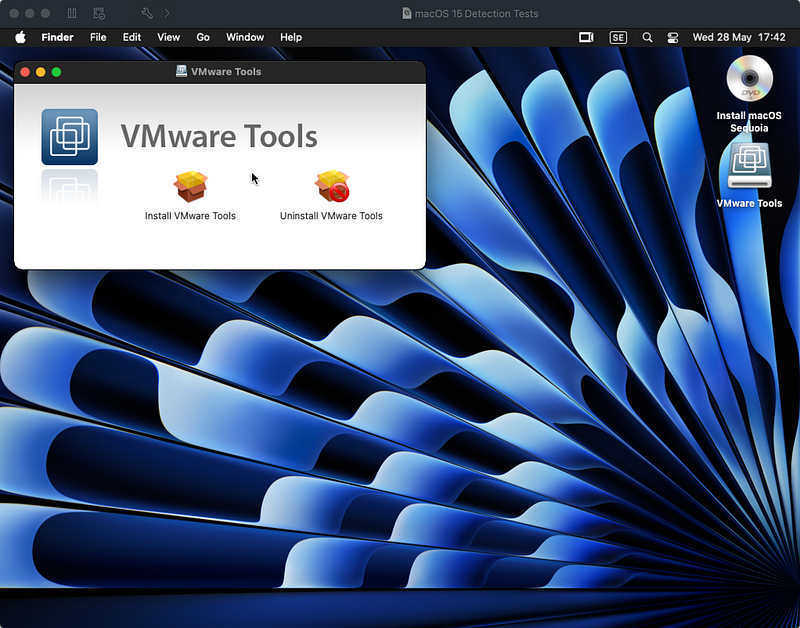 macOS 15 Detection Tests
Finder File Edit View Go Window Help SE Wed 28 May 17:42
VMware Tools
VMware Tools
Install VMware Tools Uninstall VMware Tools
DVD
Install macOS
Sequoia
VMware Tools